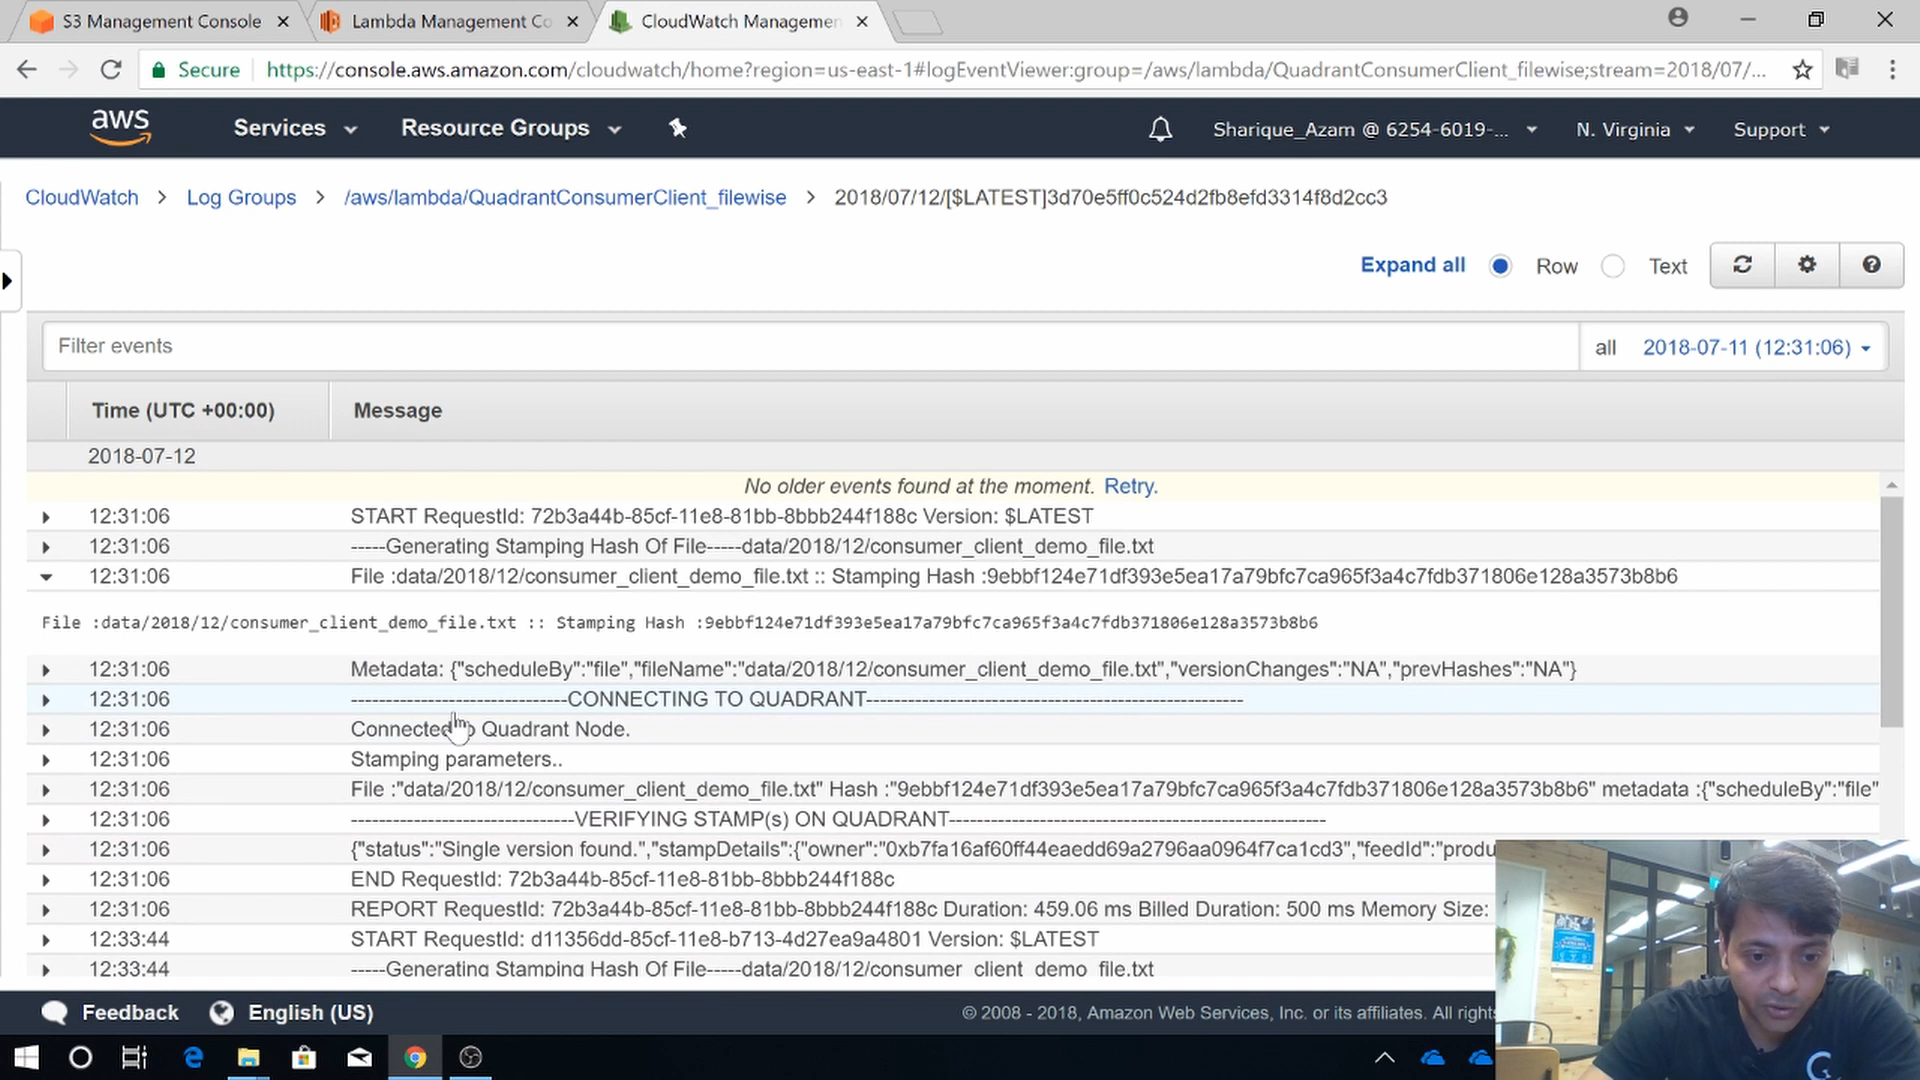 S3 Management Console
Lambda Management Co
CloudWatch Managemen
Secure https://console.aws.amazon.com/cloudwatch/home?region=us-east-1#logEventViewer:group=/aws/lambda/QuadrantConsumerClient_filewise;stream=2018/07/...
aws Services Resource Groups Sharique_Azam @ 6254-6019-... N. Virginia Support
CloudWatch > Log Groups > /aws/lambda/QuadrantConsumerClient_filewise > 2018/07/12/[$LATEST]3d70e5ff0c524d2fb8efd3314f8d2cc3
Expand all Row Text
Filter events all 2018-07-11 (12:31:06)
Time (UTC +00:00) Message
2018-07-12
No older events found at the moment. Retry.
12:31:06 START RequestId: 72b3a44b-85cf-11e8-81bb-8bbb244f188c Version: $LATEST
12:31:06 -----Generating Stamping Hash Of File-----data/2018/12/consumer_client_demo_file.txt
12:31:06 File :data/2018/12/consumer_client_demo_file.txt :: Stamping Hash :9ebbf124e71df393e5ea17a79bfc7ca965f3a4c7fdb371806e128a3573b8b6
File :data/2018/12/consumer_client_demo_file.txt :: Stamping Hash :9ebbf124e71df393e5ea17a79bfc7ca965f3a4c7fdb371806e128a3573b8b6
12:31:06 Metadata: {"scheduleBy":"file","fileName":"data/2018/12/consumer_client_demo_file.txt","versionChanges":"NA","prevHashes":"NA"}
12:31:06 -------------------------------CONNECTING TO QUADRANT------------------------------------------------------
12:31:06 Connected Quadrant Node.
12:31:06 Stamping parameters..
12:31:06 File :"data/2018/12/consumer_client_demo_file.txt" Hash :"9ebbf124e71df393e5ea17a79bfc7ca965f3a4c7fdb371806e128a3573b8b6" metadata :{"scheduleBy":"file"
12:31:06 --------------------------------VERIFYING STAMP(s) ON QUADRANT------------------------------------------------------
12:31:06 {"status":"Single version found.","stampDetails":{"owner":"0xb7fa16af60ff44eaedd69a2796aa0964f7ca1cd3","feedId":"produ
12:31:06 END RequestId: 72b3a44b-85cf-11e8-81bb-8bbb244f188c
12:31:06 REPORT RequestId: 72b3a44b-85cf-11e8-81bb-8bbb244f188c Duration: 459.06 ms Billed Duration: 500 ms Memory Size:
12:33:44 START RequestId: d11356dd-85cf-11e8-b713-4d27ea9a4801 Version: $LATEST
12:33:44 -----Generating Stamping Hash Of File-----data/2018/12/consumer_client_demo_file.txt
Feedback English (US) © 2008 - 2018, Amazon Web Services, Inc. or its affiliates. All rights